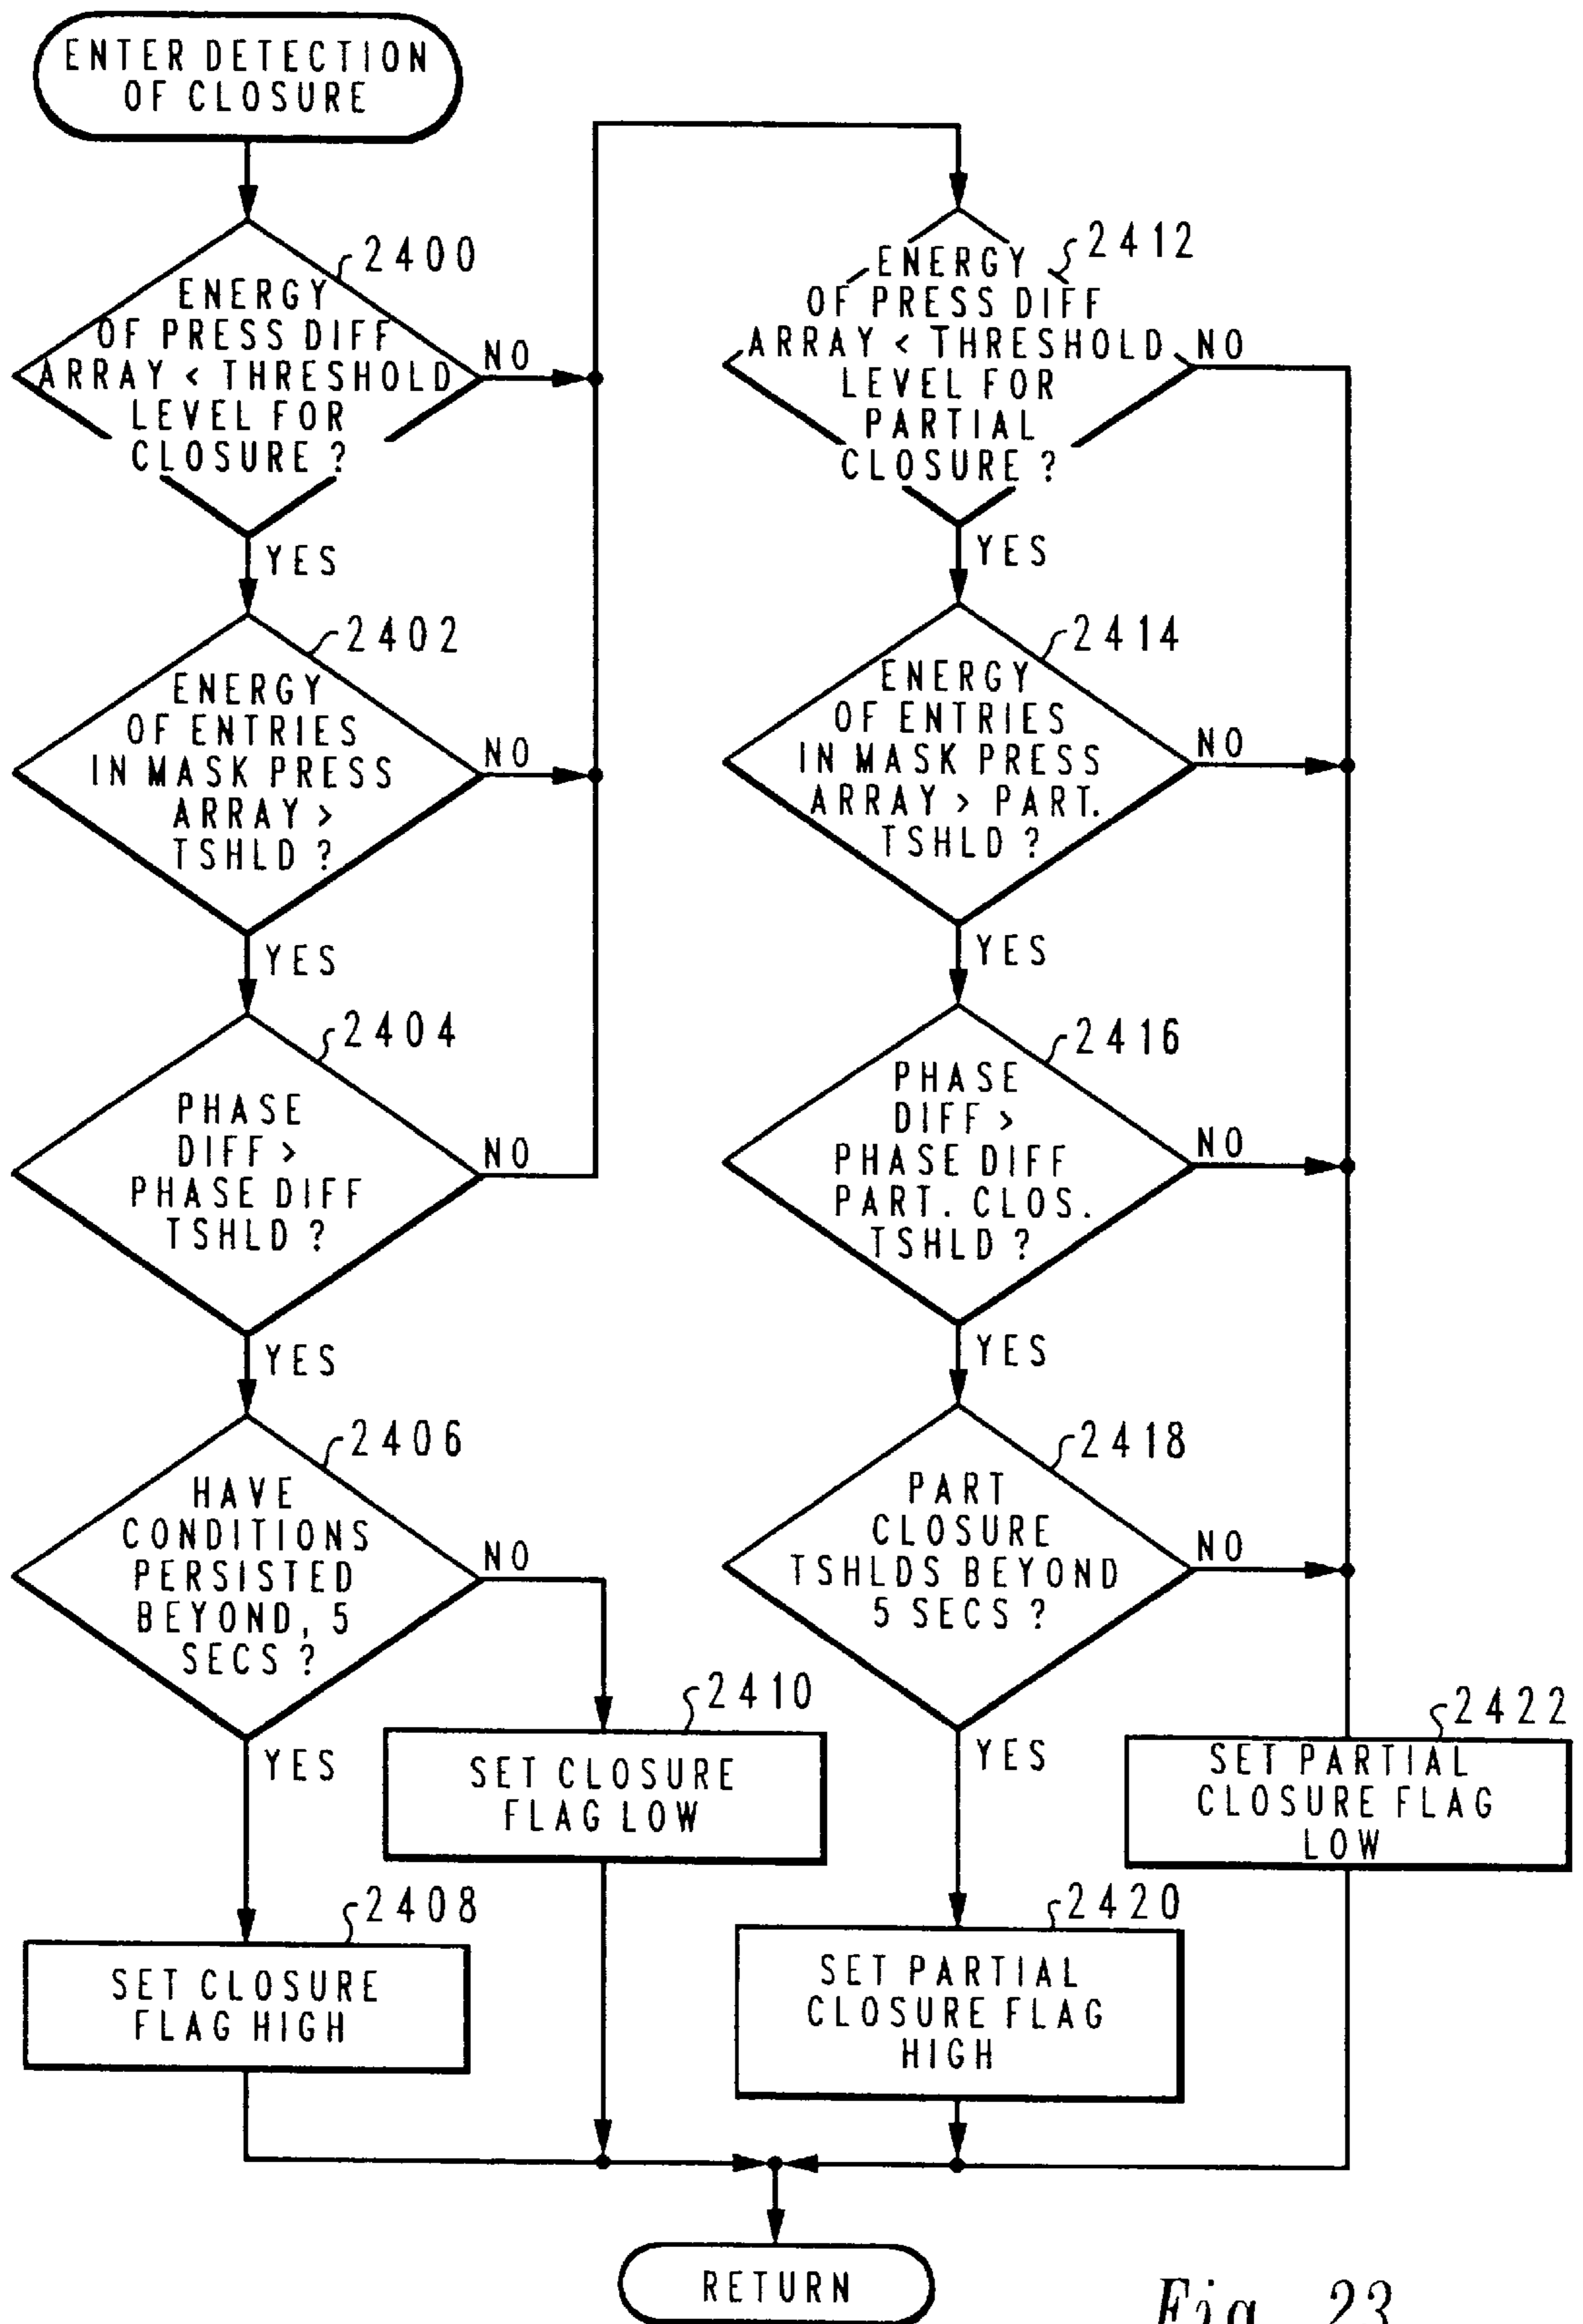 ENTER DETECTION
OF CLOSURE
2400
ENERGY
OF PRESS DIFF
ARRAY < THRESHOLD
LEVEL FOR
CLOSURE ?
NO
YES
2402
ENERGY
OF ENTRIES
IN MASK PRESS
ARRAY >
TSHLD ?
NO
YES
2404
PHASE
DIFF >
PHASE DIFF
TSHLD ?
NO
YES
2406
HAVE
CONDITIONS
PERSISTED
BEYOND, 5
SECS ?
NO
YES
2410
SET CLOSURE
FLAG LOW
2408
SET CLOSURE
FLAG HIGH
2412
ENERGY
OF PRESS DIFF
ARRAY < THRESHOLD
LEVEL FOR
PARTIAL
CLOSURE ?
NO
YES
2414
ENERGY
OF ENTRIES
IN MASK PRESS
ARRAY > PART.
TSHLD ?
NO
YES
2416
PHASE
DIFF >
PHASE DIFF
PART. CLOS.
TSHLD ?
NO
YES
2418
PART
CLOSURE
TSHLDS BEYOND
5 SECS ?
NO
YES
2422
SET PARTIAL
CLOSURE FLAG
LOW
2420
SET PARTIAL
CLOSURE FLAG
HIGH
RETURN
Fig. 23